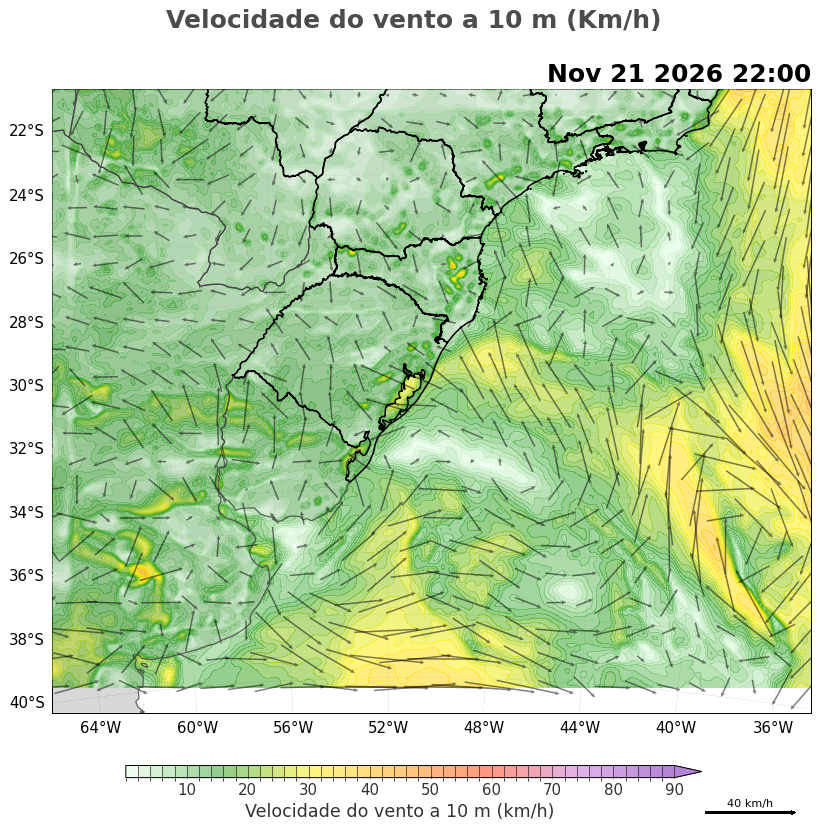 Velocidade do vento a 10 m (Km/h)
Nov 21 2026 22:00
22°S
24°S
26°S
28°S
30°S
32°S
34°S
36°S
38°S
40°S
64°W 60°W 56°W 52°W 48°W 44°W 40°W 36°W
10 20 30 40 50 60 70 80 90
Velocidade do vento a 10 m (km/h)
40 km/h